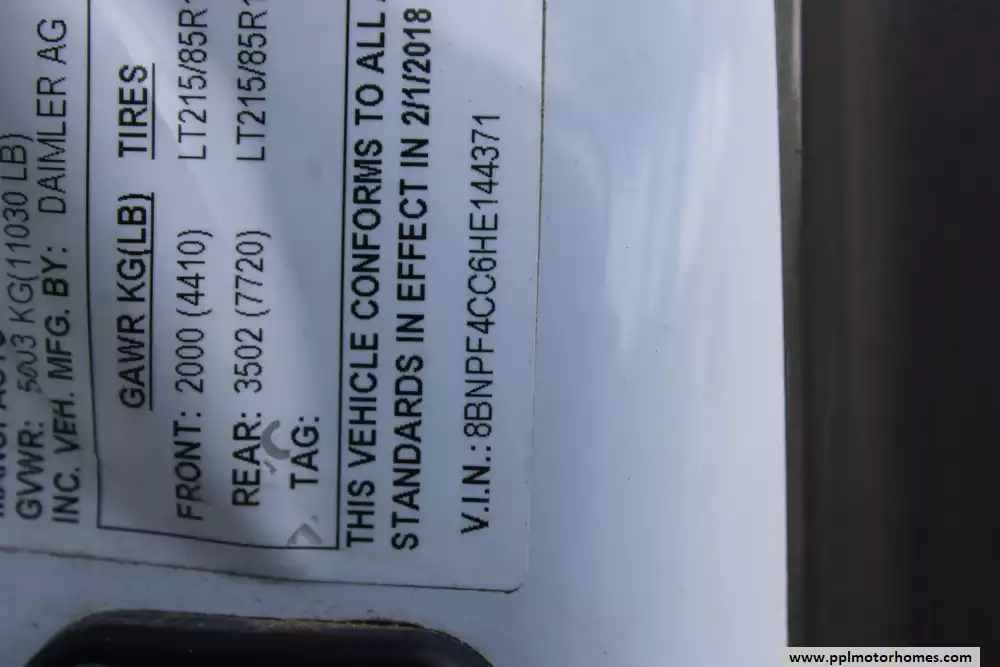 GVWR: 5003 KG(11030 LB)
INC. VEH. MFG. BY: DAIMLER AG
GAWR KG(LB) TIRES
FRONT: 2000 (4410) LT215/85R1
REAR: 3502 (7720) LT215/85R1
TAG:
THIS VEHICLE CONFORMS TO ALL
STANDARDS IN EFFECT IN 2/1/2018
V.I.N.: 8BNPF4CC6HE144371
www.pplmotorhomes.com